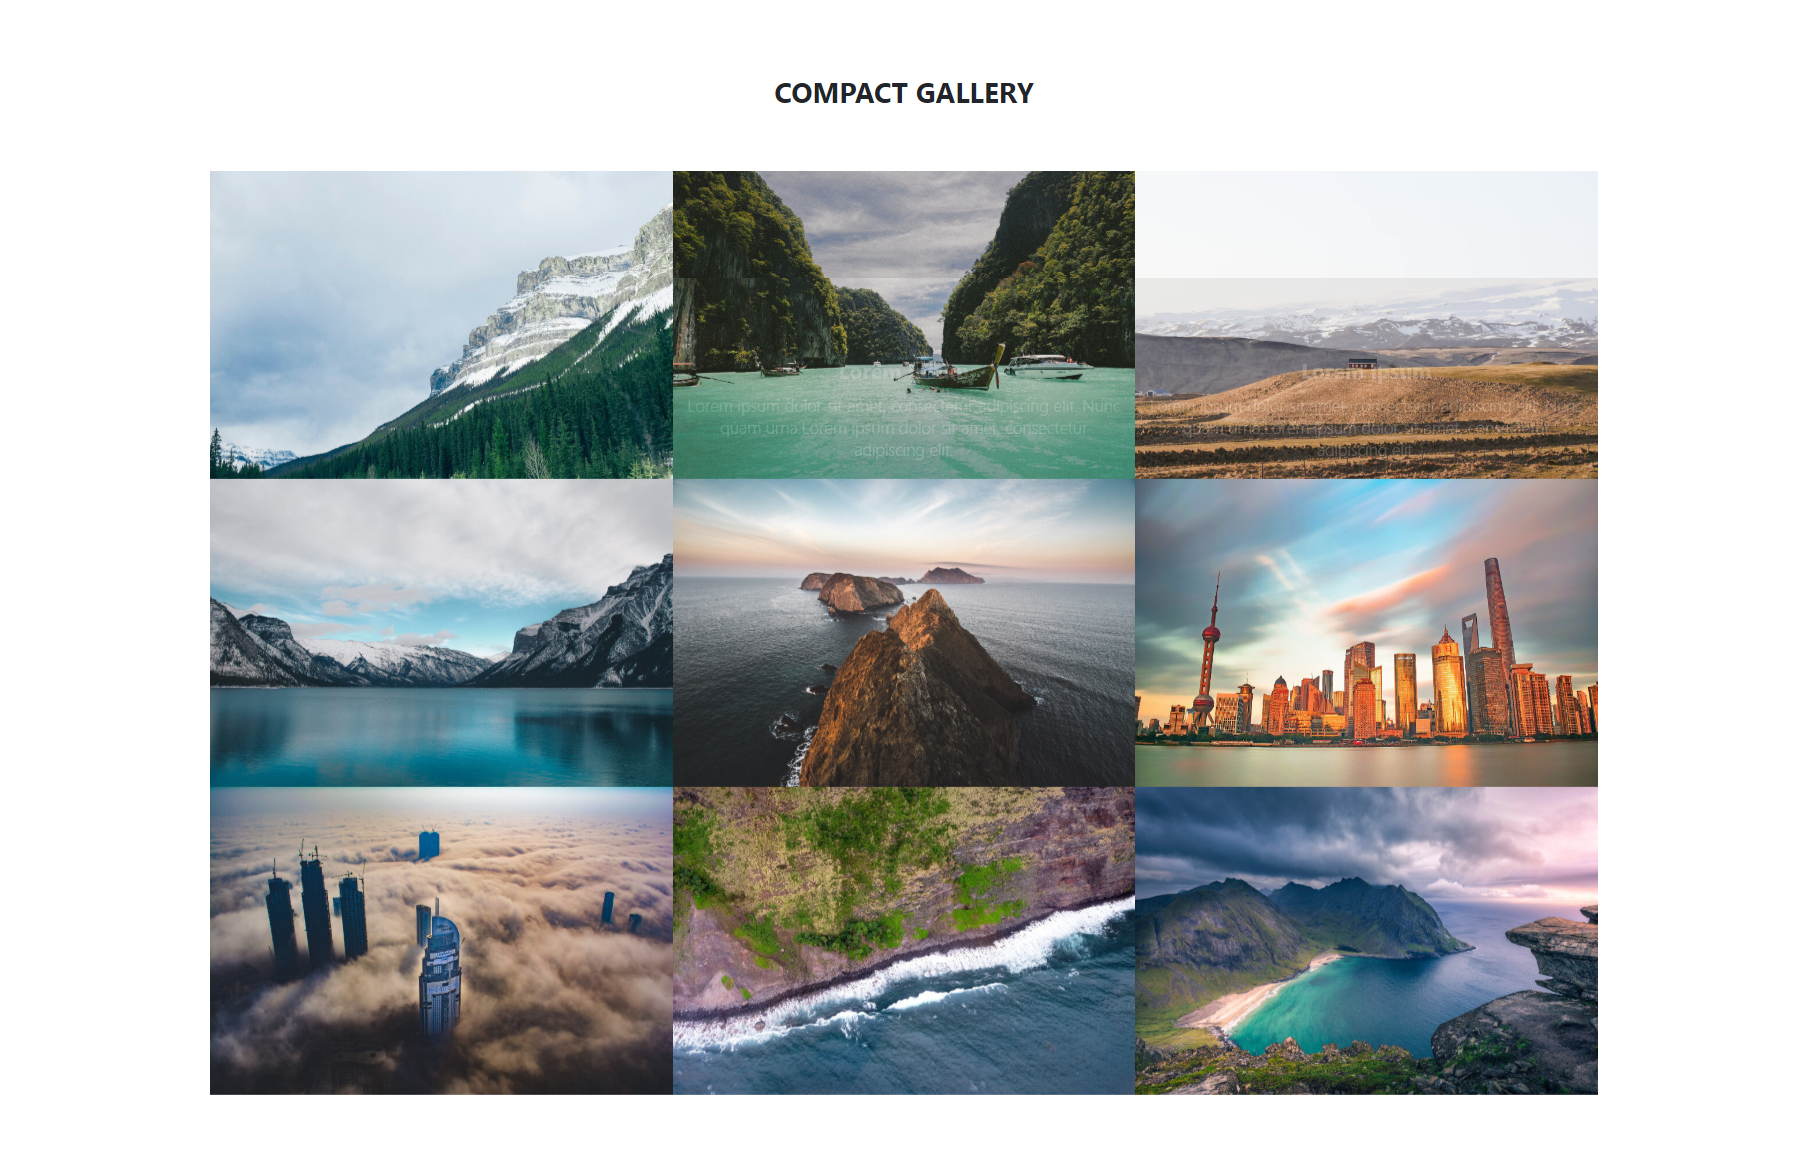 COMPACT GALLERY
Lorem Ipsum
Lorem ipsum dolor sit amet, consectetur adipiscing elit. Nunc
quam urna Lorem ipsum dolor sit amet, consectetur
adipiscing elit.
Lorem Ipsum
Lorem ipsum dolor sit amet, consectetur adipiscing elit. Nunc
quam urna Lorem ipsum dolor sit amet, consectetur
adipiscing elit.